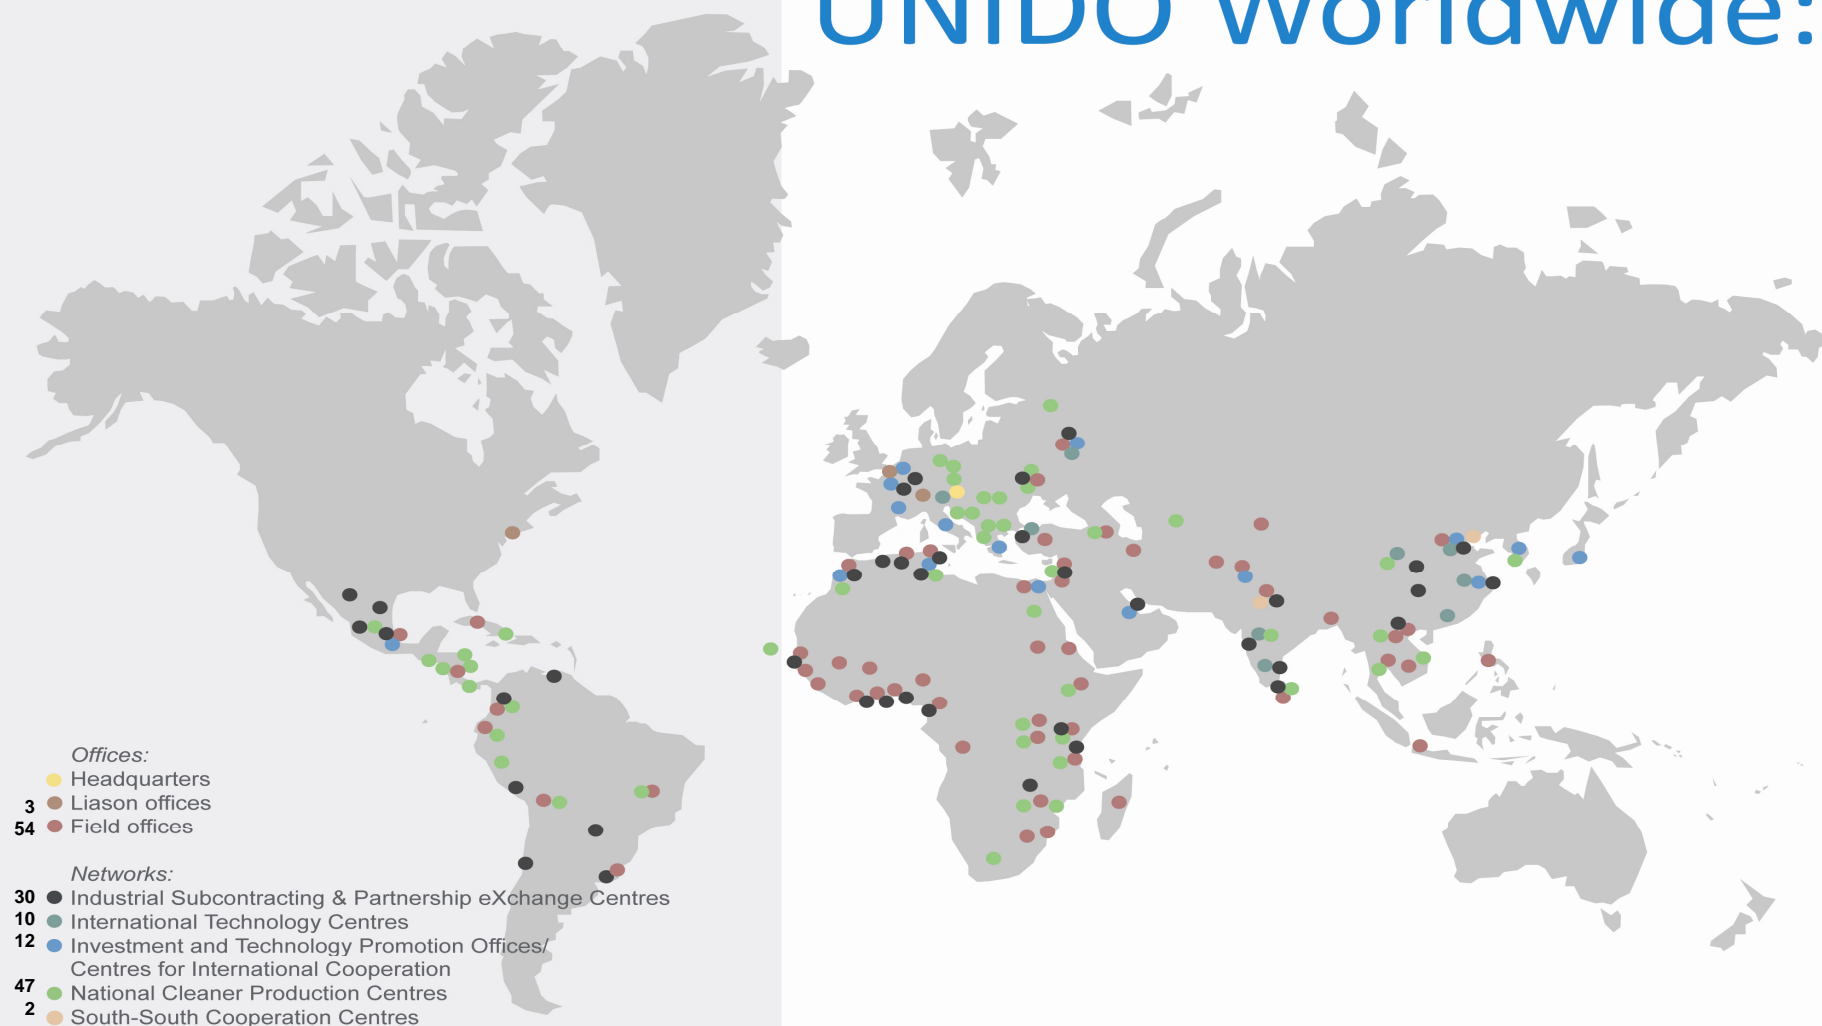 UNIDO Worldwide:
Offices:
Headquarters
3 Liason offices
54 Field offices
Networks:
30 Industrial Subcontracting & Partnership eXchange Centres
10 International Technology Centres
12 Investment and Technology Promotion Offices/
Centres for International Cooperation
47 National Cleaner Production Centres
2 South-South Cooperation Centres